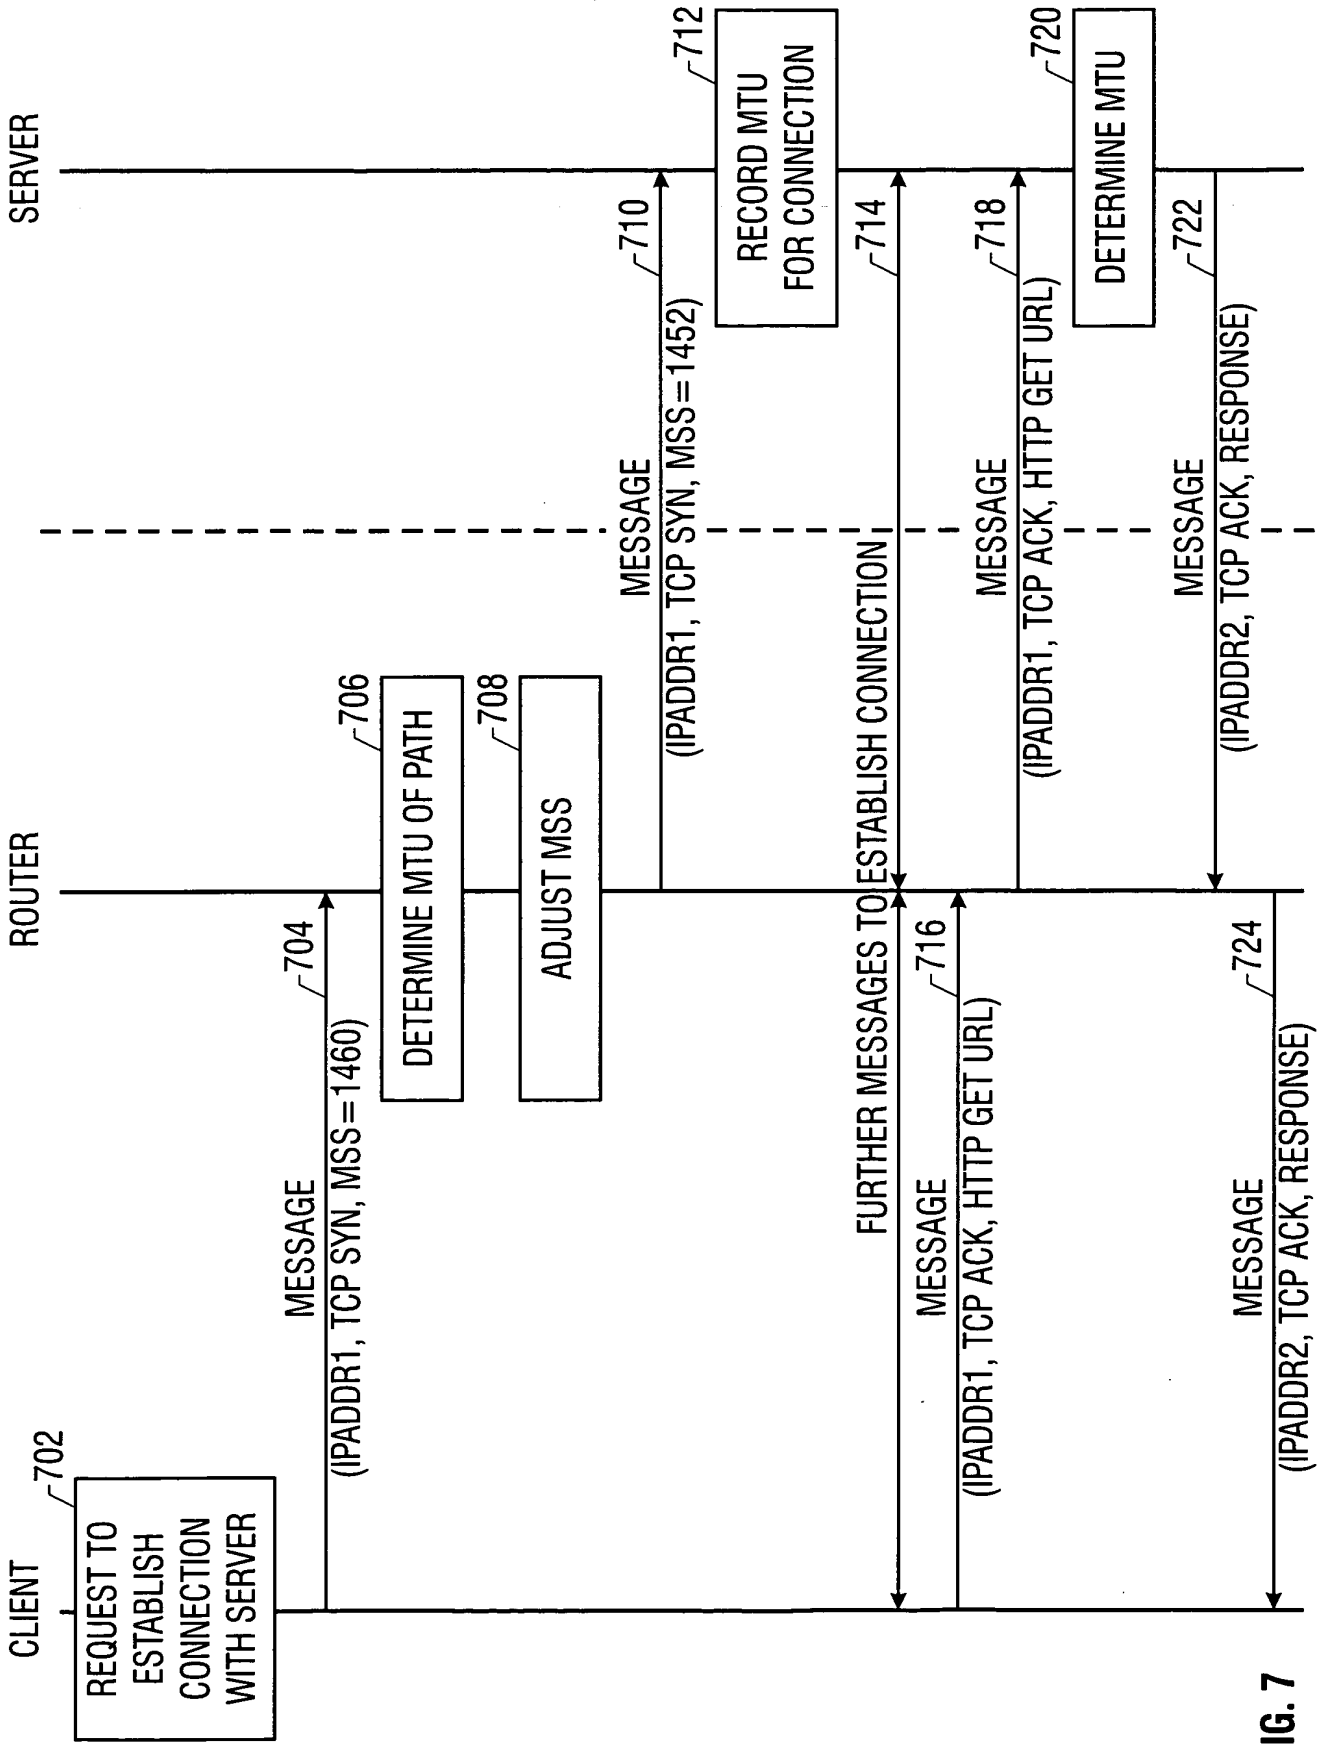 CLIENT
ROUTER
SERVER
702
REQUEST TO
ESTABLISH
CONNECTION
WITH SERVER
MESSAGE
704
(IPADDR1, TCP SYN, MSS=1460)
706
DETERMINE MTU OF PATH
708
ADJUST MSS
MESSAGE
710
(IPADDR1, TCP SYN, MSS=1452)
712
RECORD MTU
FOR CONNECTION
FURTHER MESSAGES TO ESTABLISH CONNECTION
714
MESSAGE
716
(IPADDR1, TCP ACK, HTTP GET URL)
MESSAGE
718
(IPADDR1, TCP ACK, HTTP GET URL)
720
DETERMINE MTU
MESSAGE
722
(IPADDR2, TCP ACK, RESPONSE)
MESSAGE
724
(IPADDR2, TCP ACK, RESPONSE)
IG. 7